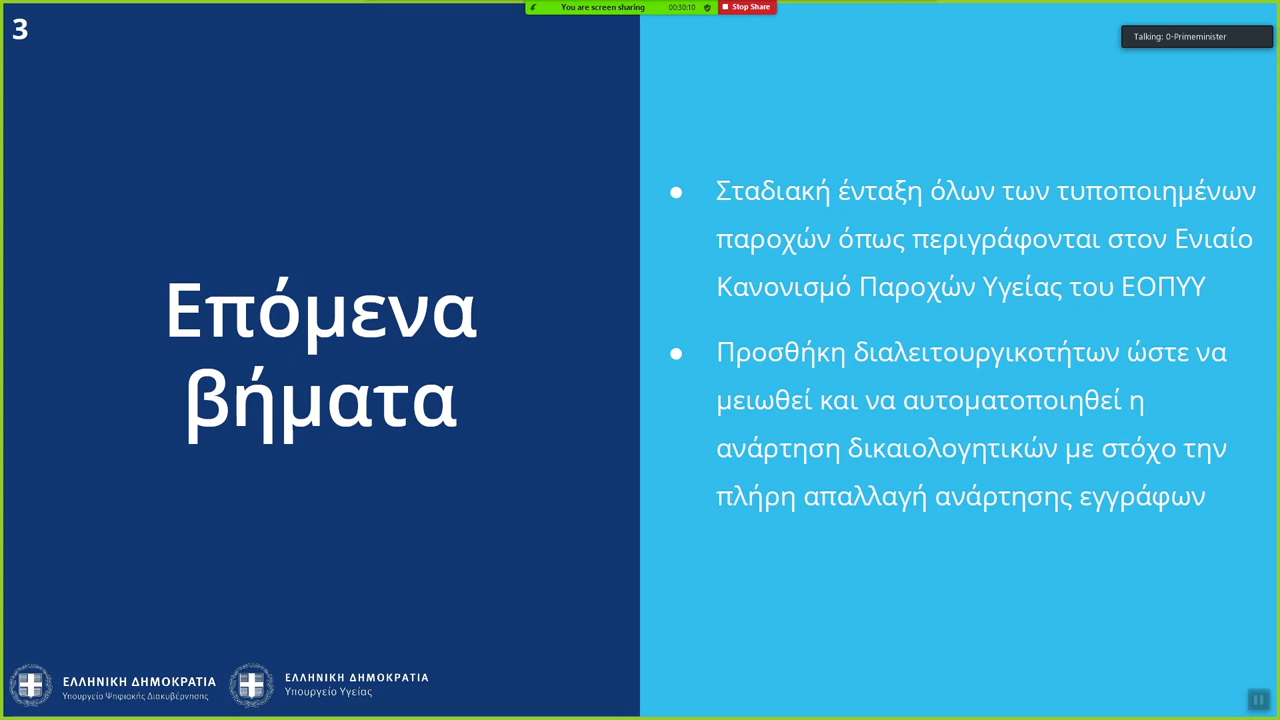 You are screen sharing 00:30:10 Stop Share
3
Talking: 0-Primeminister
Επόμενα
βήματα
● Σταδιακή ένταξη όλων των τυποποιημένων
παροχών όπως περιγράφονται στον Ενιαίο
Κανονισμό Παροχών Υγείας του ΕΟΠΥΥ
● Προσθήκη διαλειτουργικοτήτων ώστε να
μειωθεί και να αυτοματοποιηθεί η
ανάρτηση δικαιολογητικών με στόχο την
πλήρη απαλλαγή ανάρτησης εγγράφων
ΕΛΛΗΝΙΚΗ ΔΗΜΟΚΡΑΤΙΑ
Υπουργείο Ψηφιακής Διακυβέρνησης
ΕΛΛΗΝΙΚΗ ΔΗΜΟΚΡΑΤΙΑ
Υπουργείο Υγείας